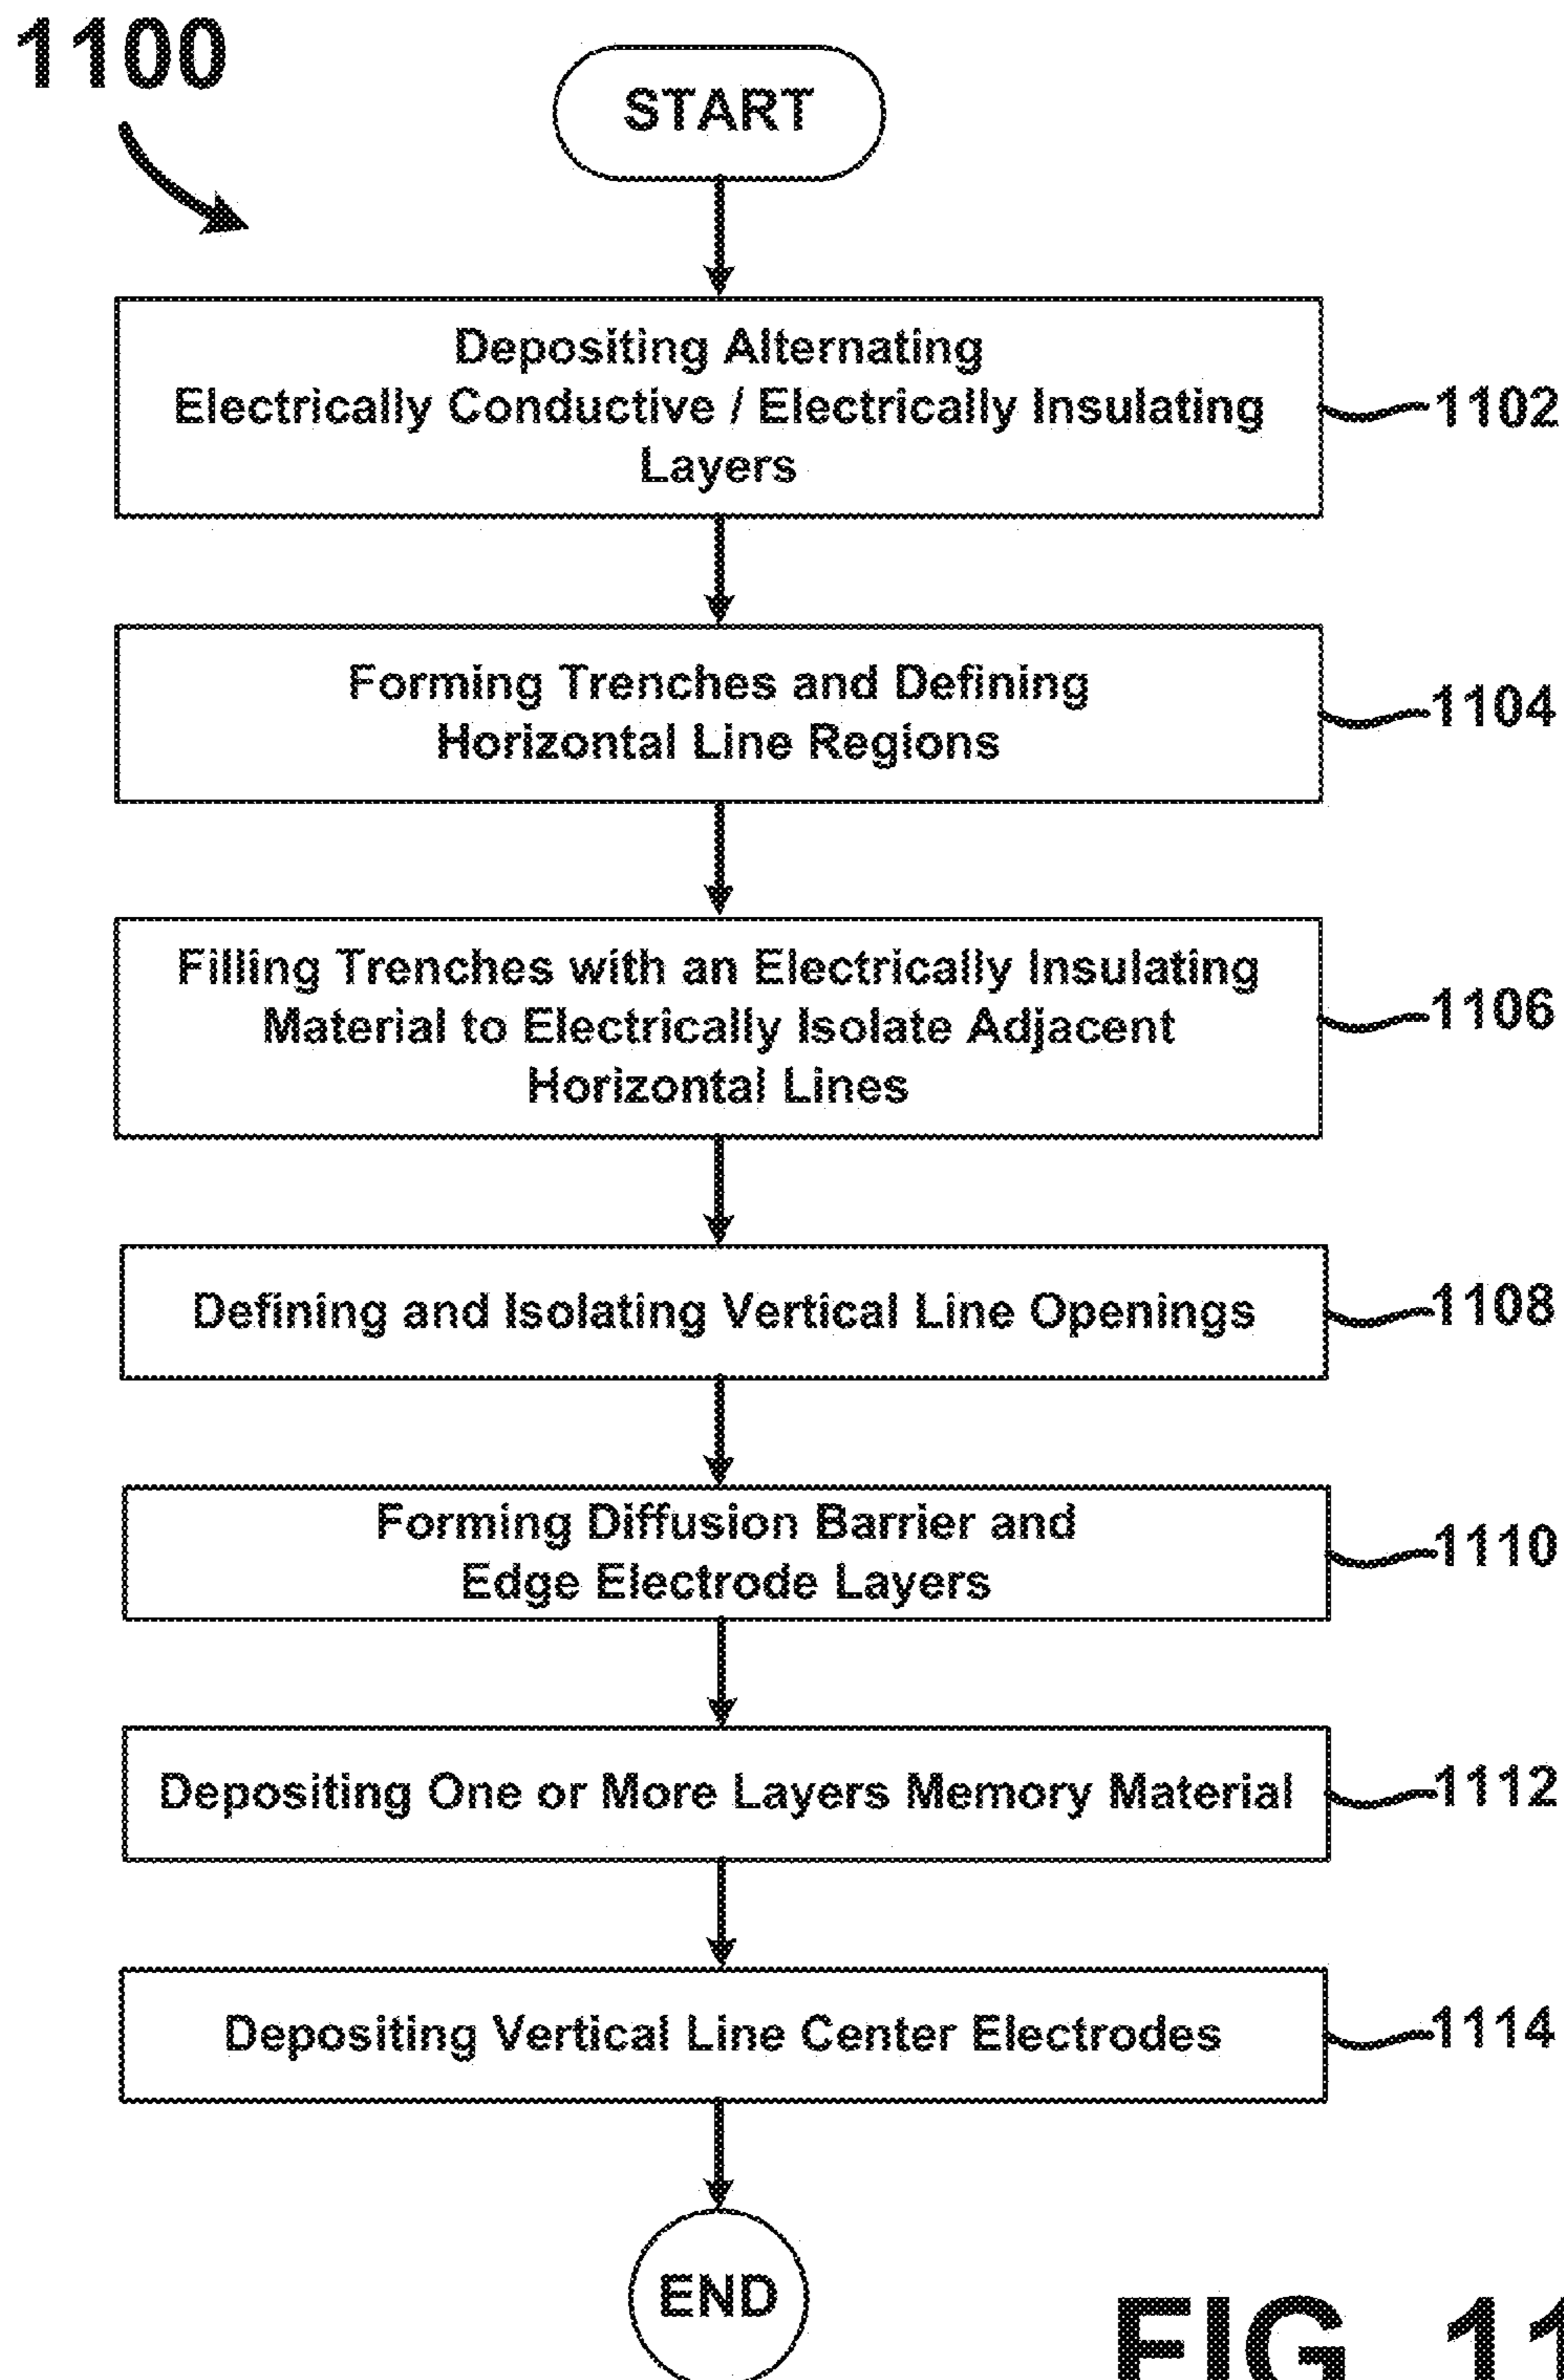 1100
START
Depositing Alternating
Electrically Conductive / Electrically Insulating
Layers
1102
Forming Trenches and Defining
Horizontal Line Regions
1104
Filling Trenches with an Electrically Insulating
Material to Electrically Isolate Adjacent
Horizontal Lines
1106
Defining and Isolating Vertical Line Openings
1108
Forming Diffusion Barrier and
Edge Electrode Layers
1110
Depositing One or More Layers Memory Material
1112
Depositing Vertical Line Center Electrodes
1114
END
FIG. 11